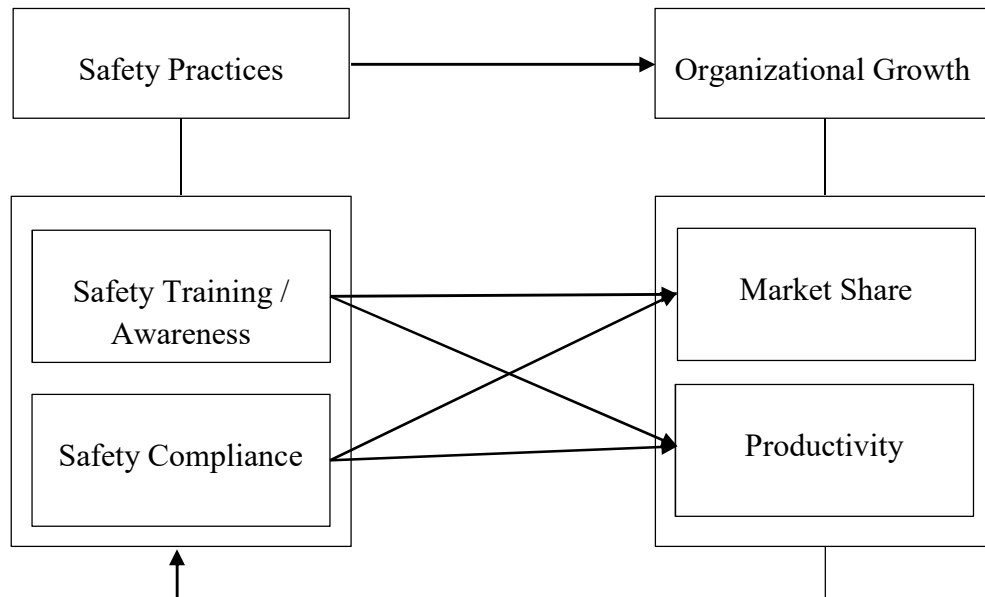 Safety Practices
Organizational Growth
Safety Training /
Awareness
Market Share
Safety Compliance
Productivity